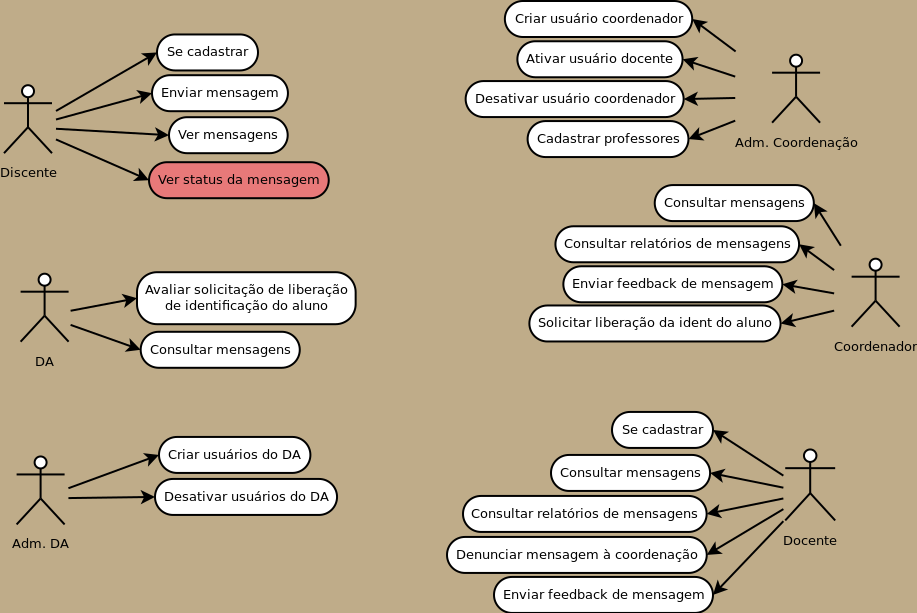 Se cadastrar
Enviar mensagem
Ver mensagens
Ver status da mensagem
Discente
Criar usuário coordenador
Ativar usuário docente
Desativar usuário coordenador
Cadastrar professores
Adm. Coordenação
Avaliar solicitação de liberação
de identificação do aluno
Consultar mensagens
DA
Consultar mensagens
Consultar relatórios de mensagens
Enviar feedback de mensagem
Solicitar liberação da ident do aluno
Coordenador
Criar usuários do DA
Desativar usuários do DA
Adm. DA
Se cadastrar
Consultar mensagens
Consultar relatórios de mensagens
Denunciar mensagem à coordenação
Enviar feedback de mensagem
Docente